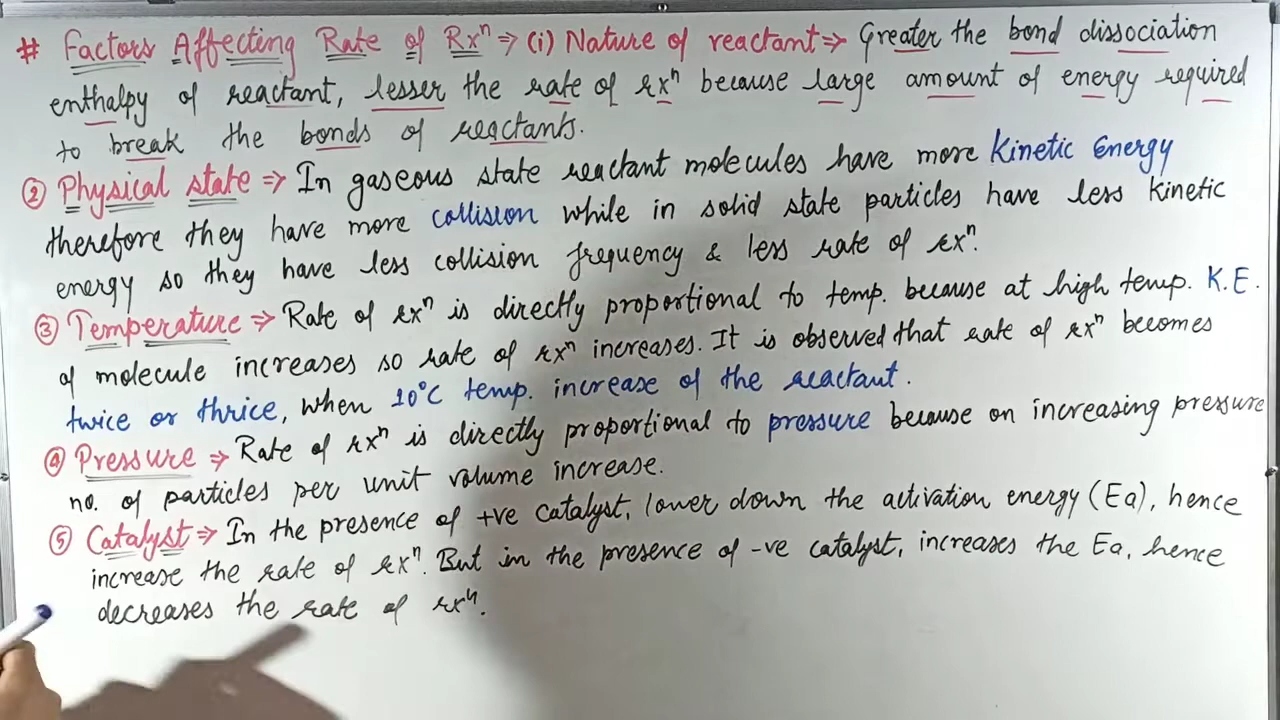 # Factors Affecting Rate of Rxⁿ ⇒ (i) Nature of reactant ⇒ Greater the bond dissociation
enthalpy of reactant, lesser the rate of rxⁿ because large amount of energy required
to break the bonds of reactants.
② Physical state ⇒ In gaseous state reactant molecules have more Kinetic Energy
therefore they have more collision while in solid state particles have less kinetic
energy so they have less collision frequency & less rate of rxⁿ.
③ Temperature ⇒ Rate of rxⁿ is directly proportional to temp. because at high temp. K.E.
of molecule increases so rate of rxⁿ increases. It is observed that rate of rxⁿ becomes
twice or thrice, when 10°C temp. increase of the reactant.
④ Pressure ⇒ Rate of rxⁿ is directly proportional to pressure because on increasing pressure
no. of particles per unit volume increase.
⑤ Catalyst ⇒ In the presence of +ve catalyst, lower down the activation energy (Ea), hence
increase the rate of rxⁿ. But in the presence of -ve catalyst, increases the Ea, hence
decreases the rate of rxⁿ.